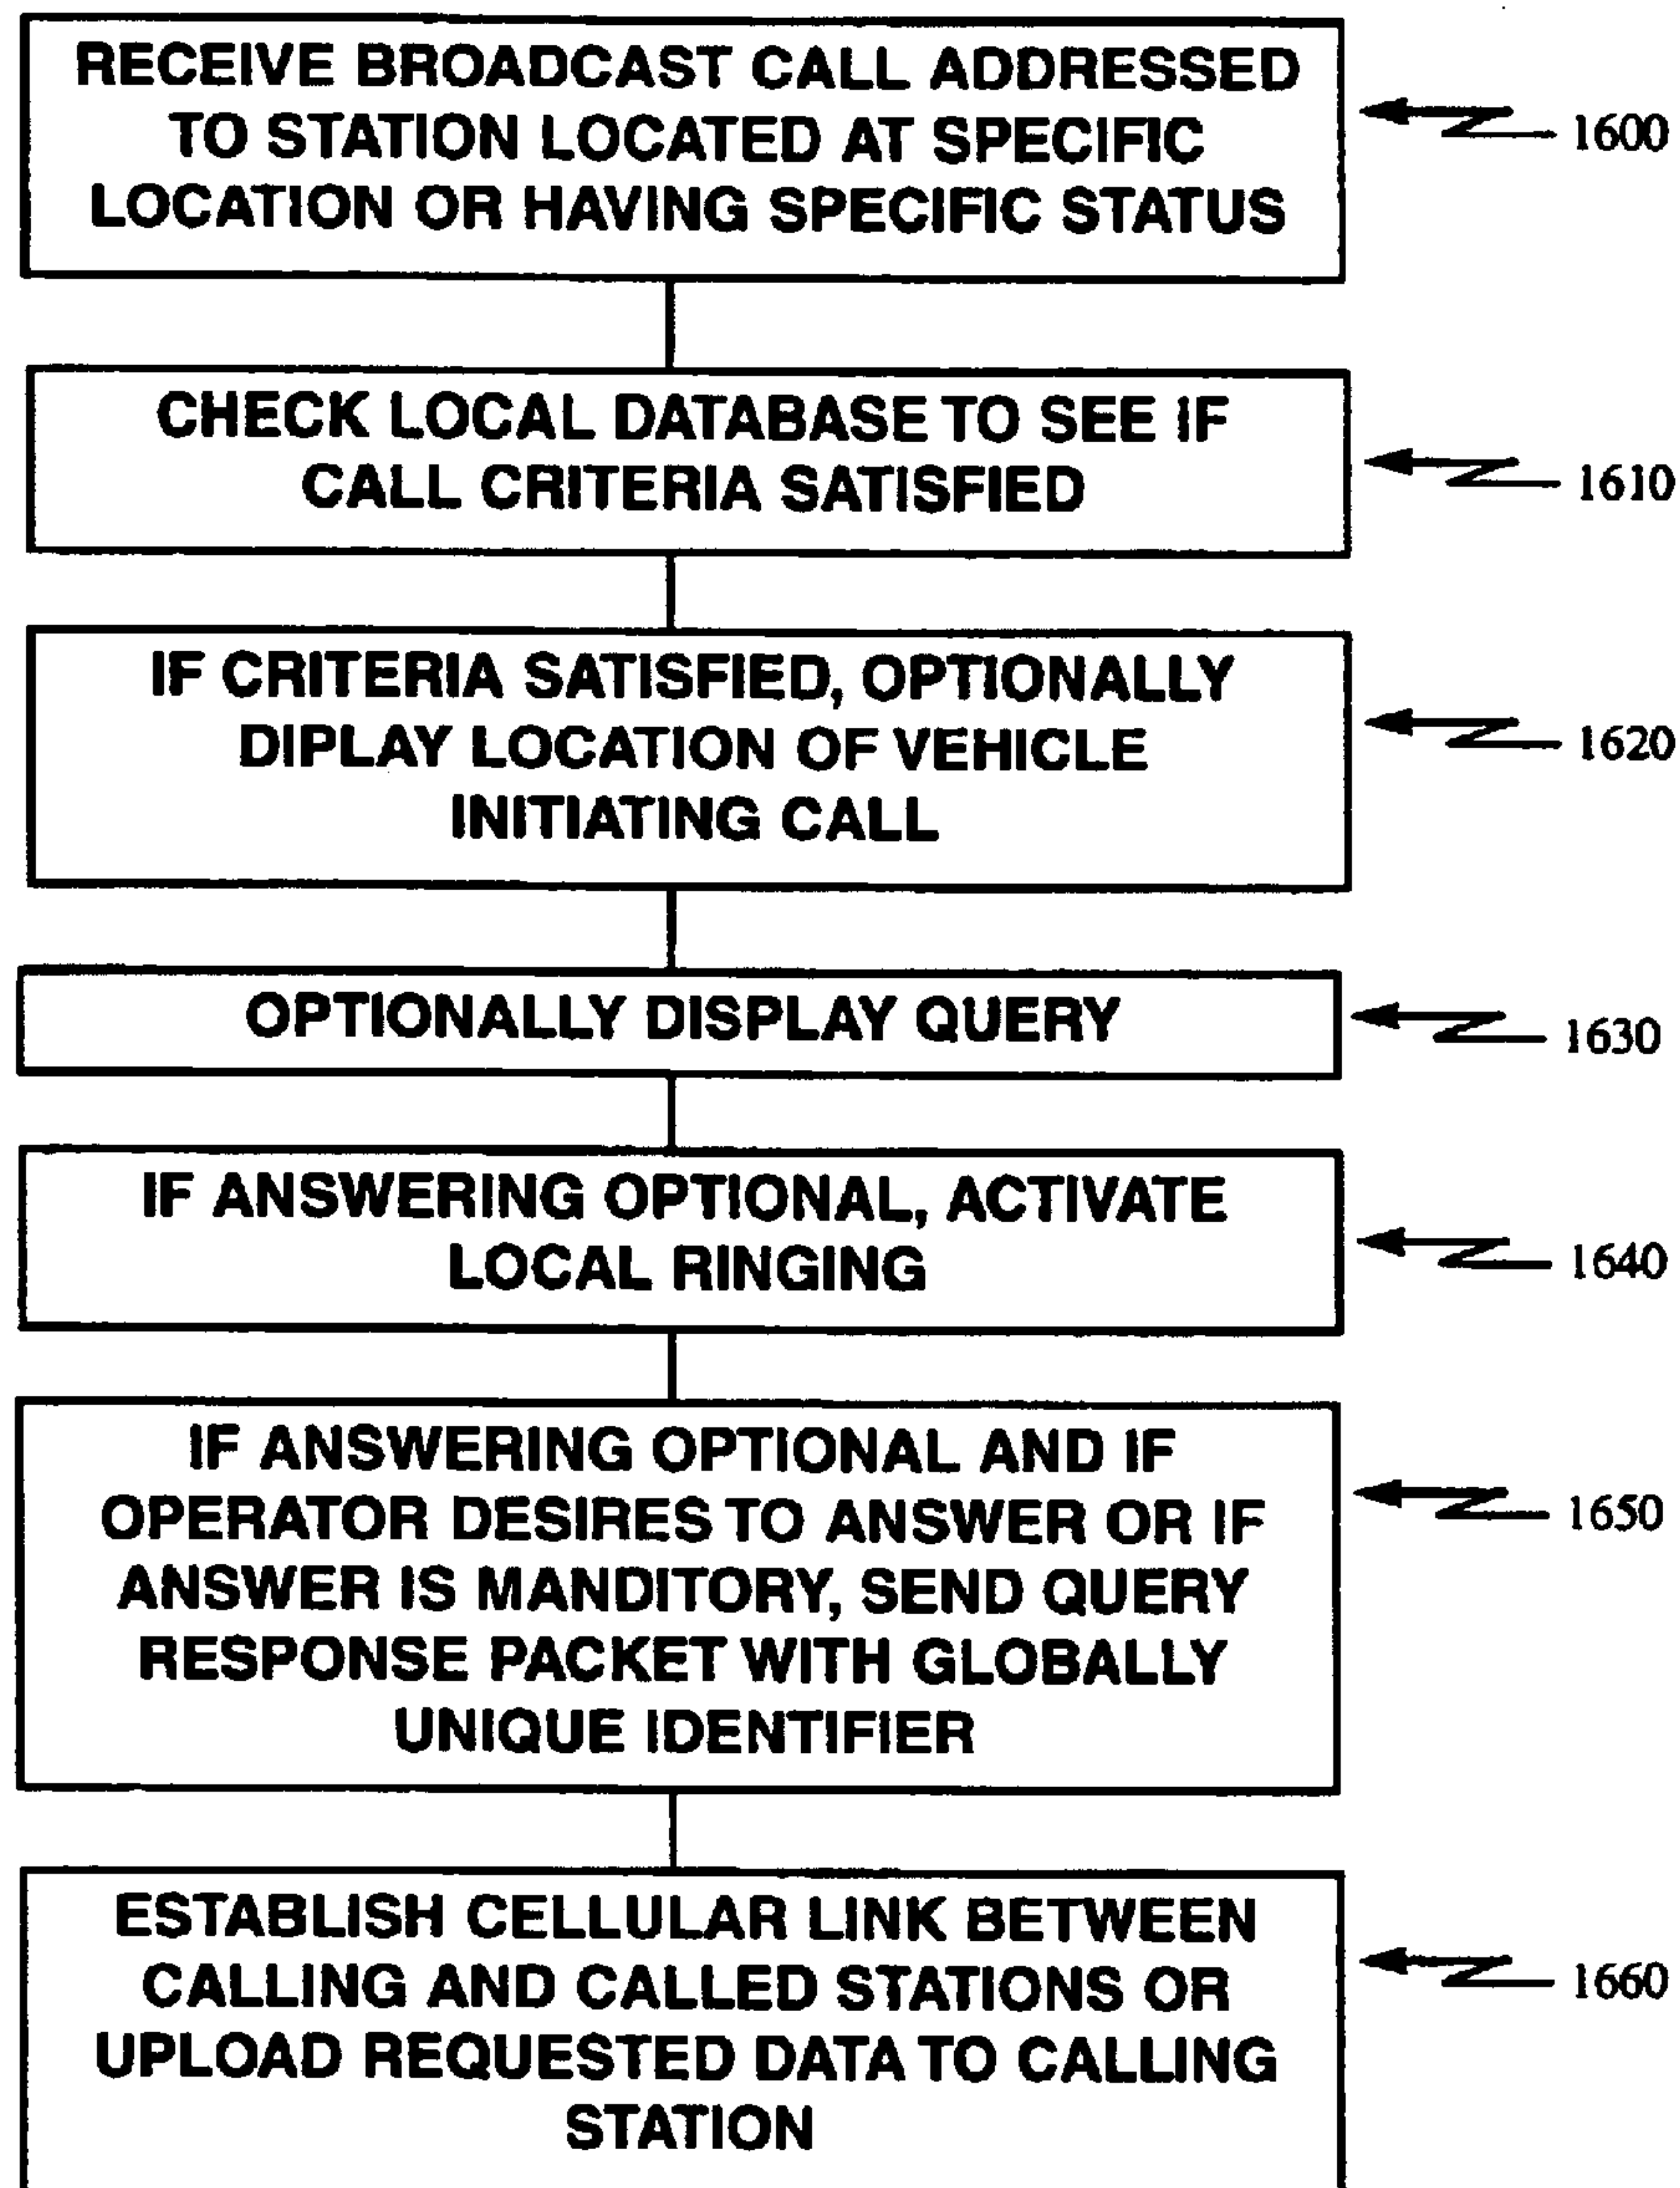 RECEIVE BROADCAST CALL ADDRESSED
TO STATION LOCATED AT SPECIFIC
LOCATION OR HAVING SPECIFIC STATUS
1600
CHECK LOCAL DATABASE TO SEE IF
CALL CRITERIA SATISFIED
1610
IF CRITERIA SATISFIED, OPTIONALLY
DIPLAY LOCATION OF VEHICLE
INITIATING CALL
1620
OPTIONALLY DISPLAY QUERY
1630
IF ANSWERING OPTIONAL, ACTIVATE
LOCAL RINGING
1640
IF ANSWERING OPTIONAL AND IF
OPERATOR DESIRES TO ANSWER OR IF
ANSWER IS MANDITORY, SEND QUERY
RESPONSE PACKET WITH GLOBALLY
UNIQUE IDENTIFIER
1650
ESTABLISH CELLULAR LINK BETWEEN
CALLING AND CALLED STATIONS OR
UPLOAD REQUESTED DATA TO CALLING
STATION
1660